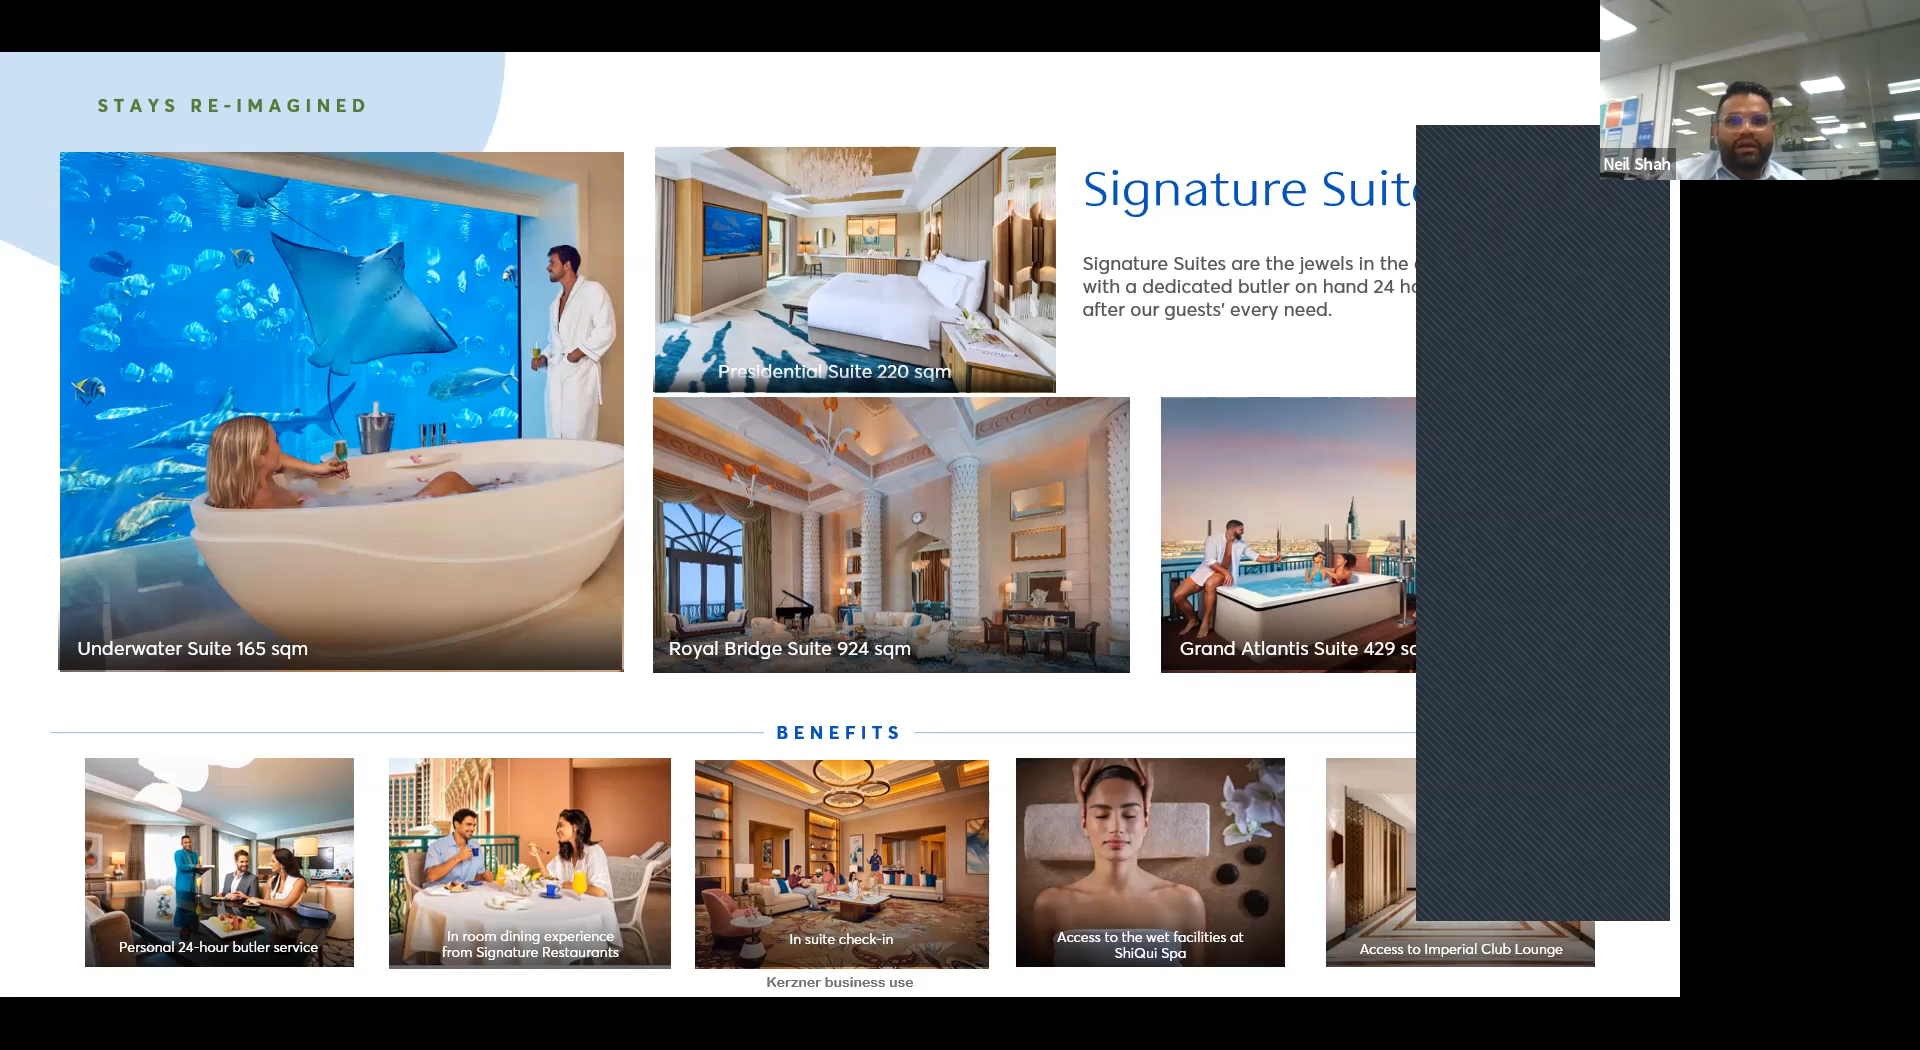 STAYS RE-IMAGINED
Neil Shah
Signature Suite
Signature Suites are the jewels in the
with a dedicated butler on hand 24
after our guests' every need.
Presidential Suite 220 sqm
Underwater Suite 165 sqm
Royal Bridge Suite 924 sqm
Grand Atlantis Suite 429
BENEFITS
Personal 24-hour butler service
In room dining experience
from Signature Restaurants
In suite check-in
Access to the wet facilities at
ShiQui Spa
Access to Imperial Club Lounge
Kerzner business use